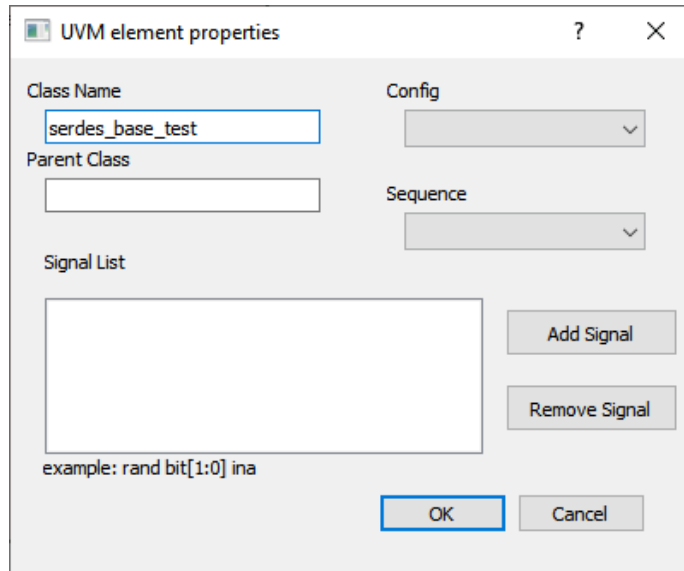 UVM element properties
?
Class Name
Config
serdes_base_test
Parent Class
Sequence
Signal List
Add Signal
Remove Signal
example: rand bit[1:0] ina
OK
Cancel